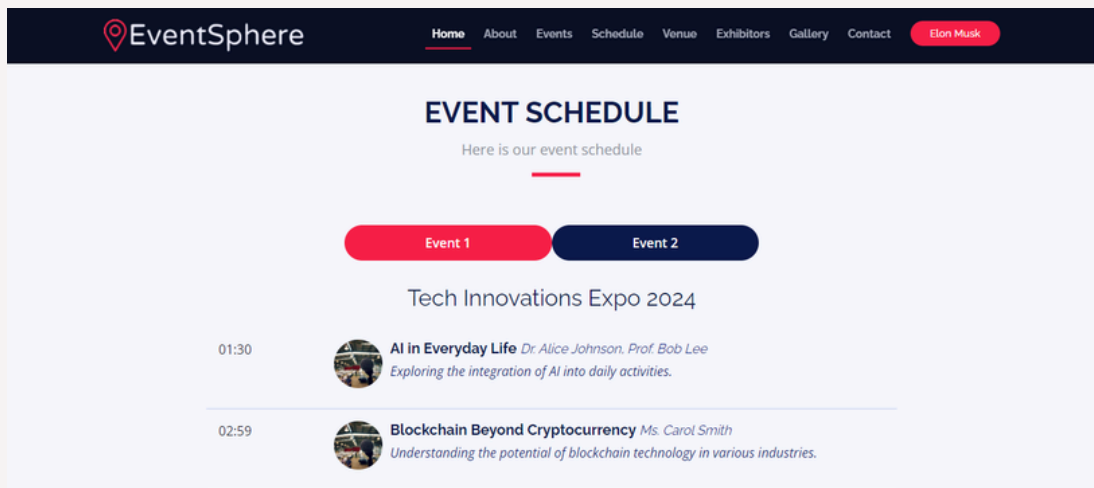 EventSphere
Home About Events Schedule Venue Exhibitors Gallery Contact Elon Musk
EVENT SCHEDULE
Here is our event schedule
Event 1 Event 2
Tech Innovations Expo 2024
01:30 AI in Everyday Life Dr. Alice Johnson, Prof. Bob Lee
Exploring the integration of AI into daily activities.
02:59 Blockchain Beyond Cryptocurrency Ms. Carol Smith
Understanding the potential of blockchain technology in various industries.